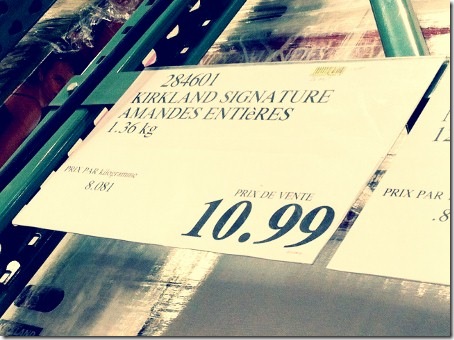 284601
KIRKLAND SIGNATURE
AMANDES ENTIèRES
1.36 kg
PRIX PAR kilogramme
8.081
PRIX DE VENTE
10.99
PRIX PAR
.8